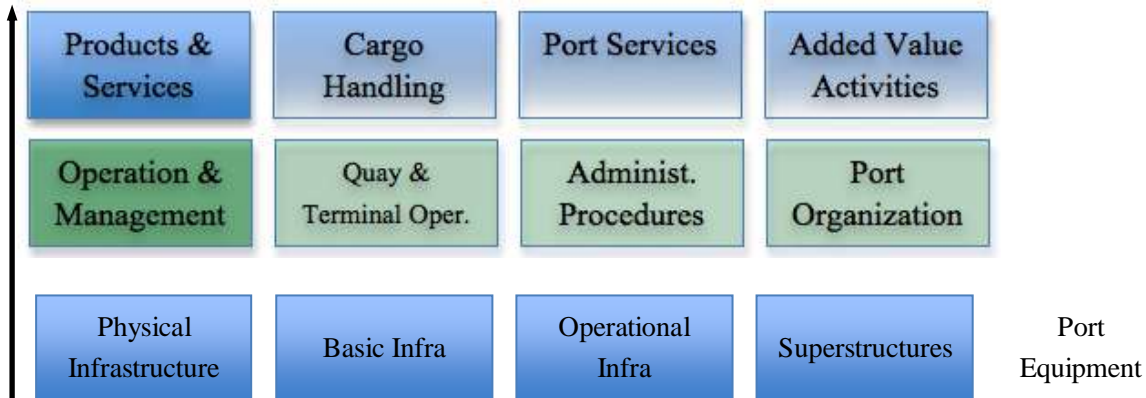 Products &
Services
Cargo
Handling
Port Services
Added Value
Activities
Operation &
Management
Quay &
Terminal Oper.
Administ.
Procedures
Port
Organization
Physical
Infrastructure
Basic Infra
Operational
Infra
Superstructures
Port
Equipment